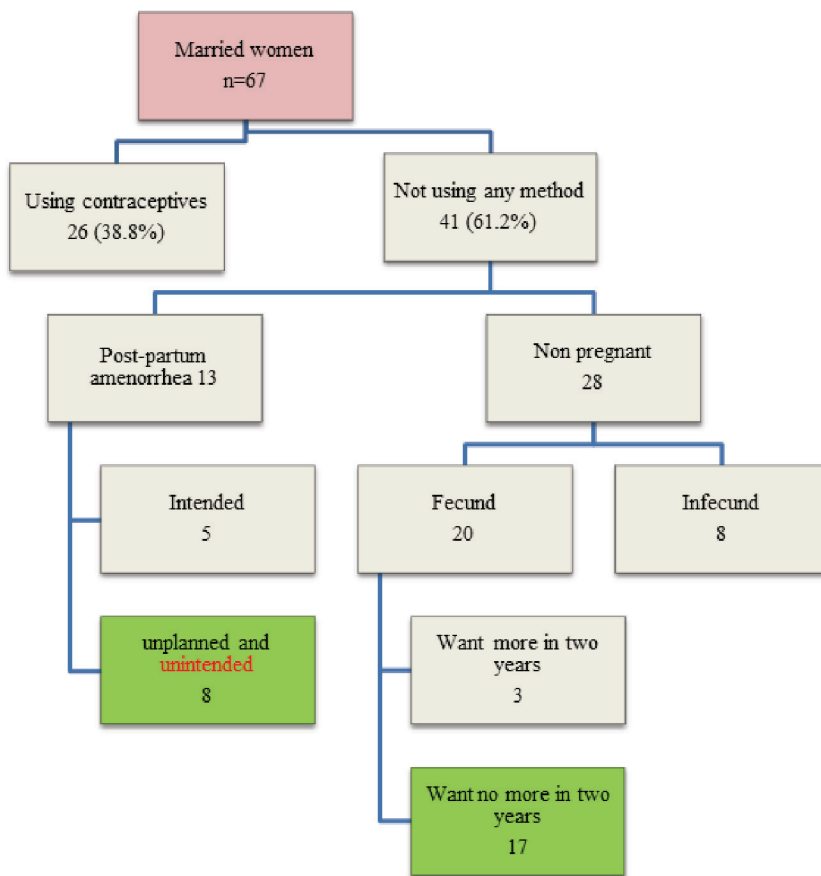 Married women
n=67
Using contraceptives
26 (38.8%)
Not using any method
41 (61.2%)
Post-partum
amenorrhea 13
Non pregnant
28
Intended
5
Fecund
20
Infecund
8
unplanned and
unintended
8
Want more in two
years
3
Want no more in two
years
17